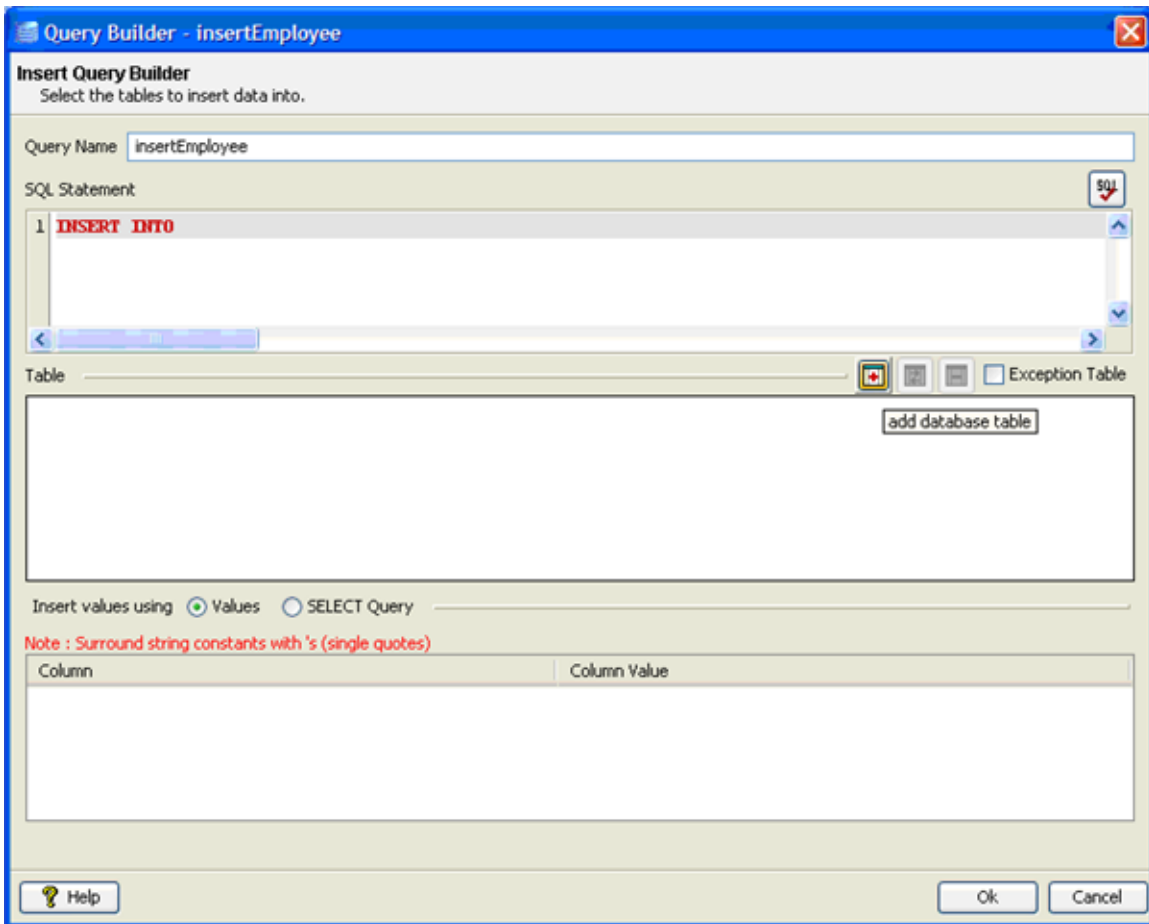 Query Builder - insertEmployee
Insert Query Builder
Select the tables to insert data into.
Query Name insertEmployee
SQL Statement
SQL
1 INSERT INTO
Table Exception Table
add database table
Insert values using Values SELECT Query
Note : Surround string constants with 's (single quotes)
Column Column Value
Help Ok Cancel